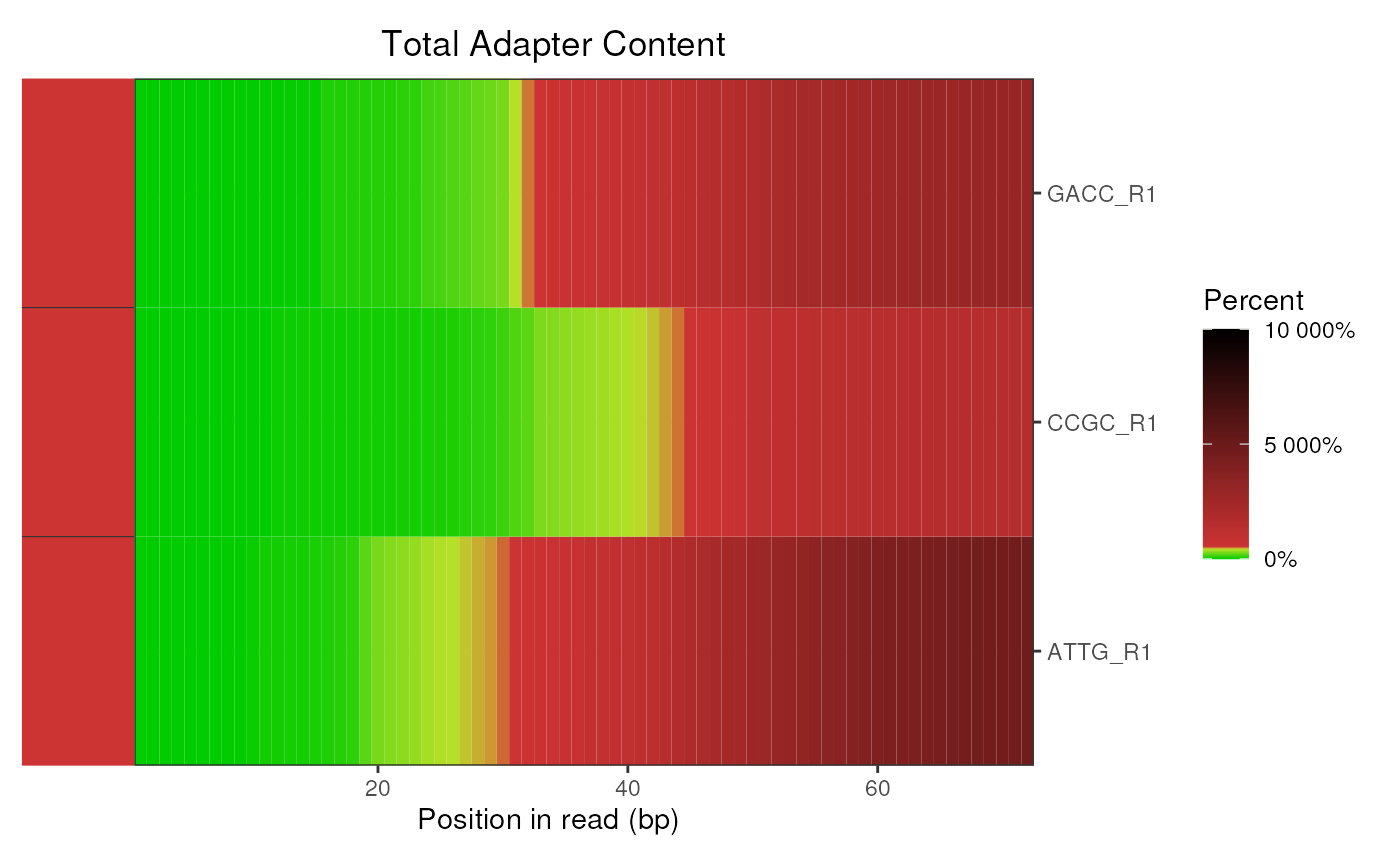 Total Adapter Content
GACC_R1
CCGC_R1
ATTG_R1
20
40
60
Position in read (bp)
Percent
10 000%
5 000%
0%